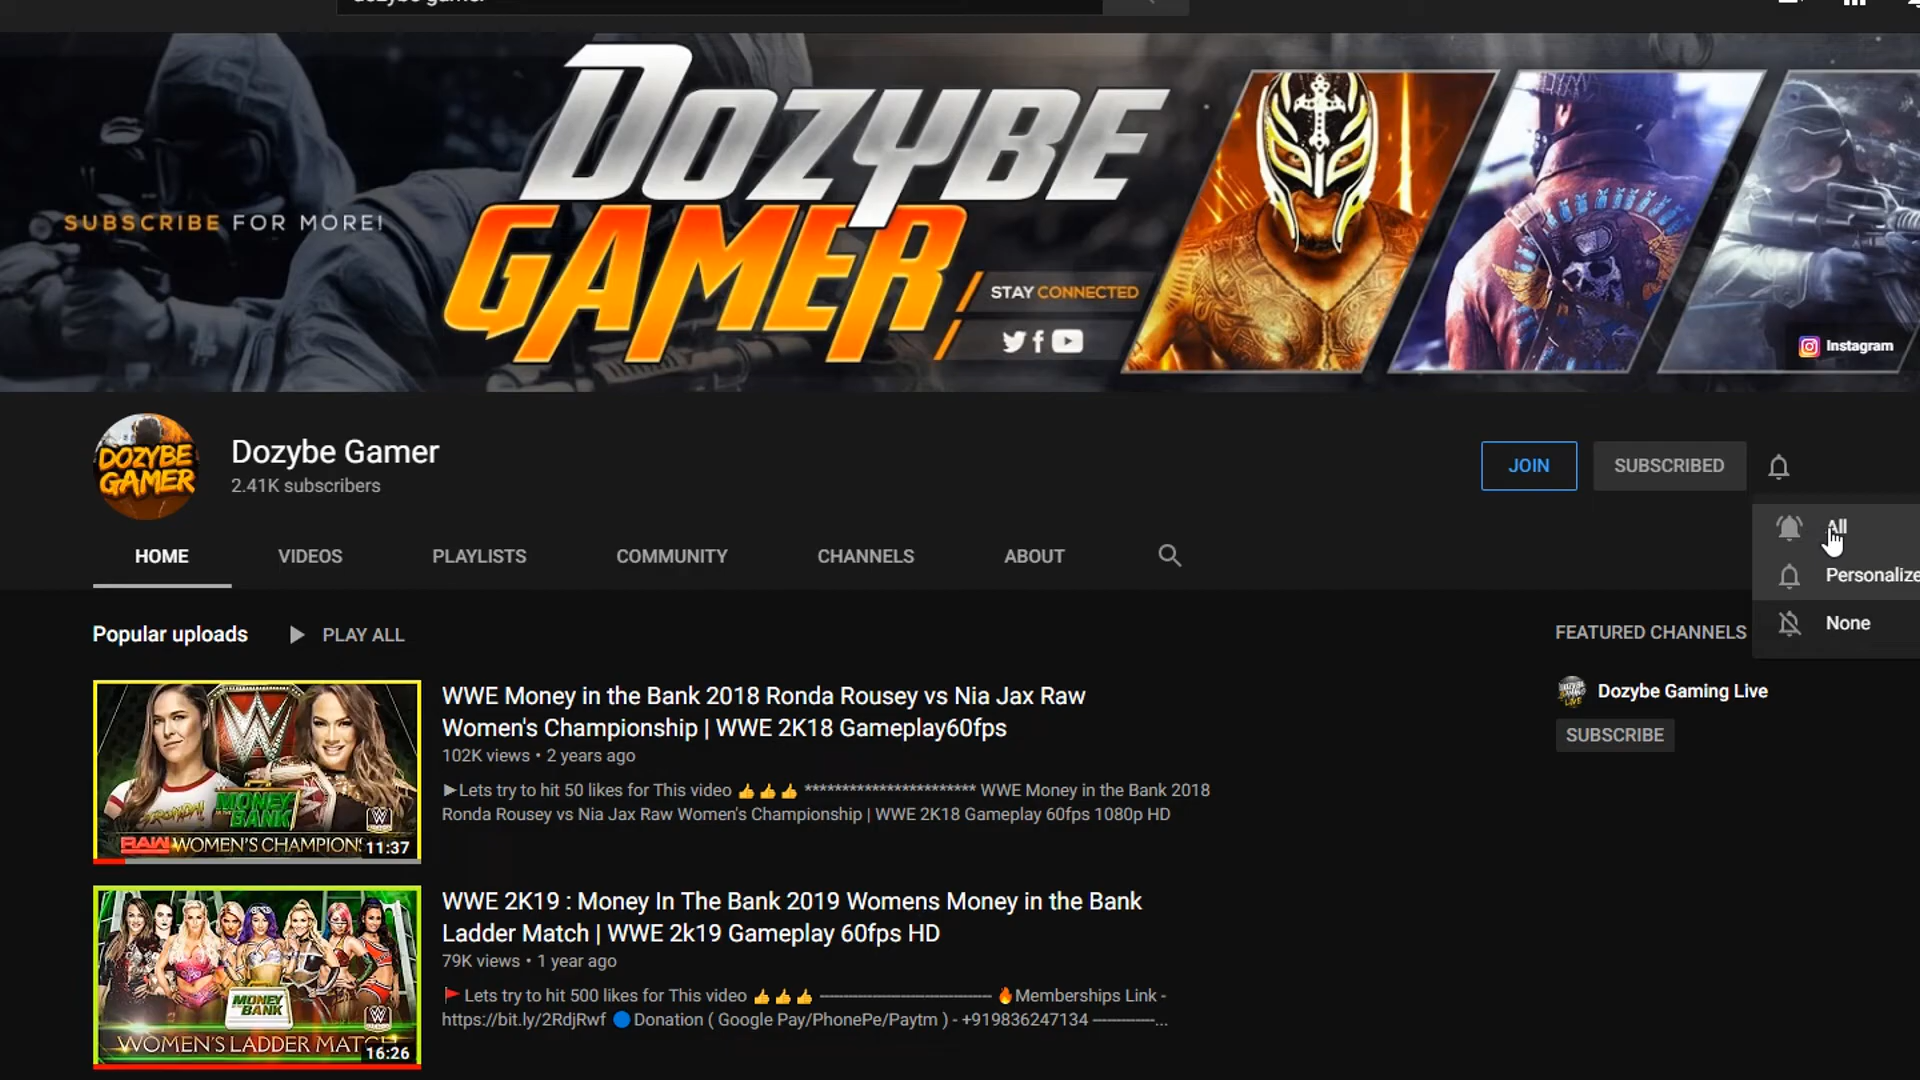 DOZYBE
GAMER
SUBSCRIBE FOR MORE!
STAY CONNECTED
Instagram
DOZYBE
GAMER
Dozybe Gamer
2.41K subscribers
JOIN
SUBSCRIBED
All
Personalize
None
HOME
VIDEOS
PLAYLISTS
COMMUNITY
CHANNELS
ABOUT
Popular uploads
PLAY ALL
FEATURED CHANNELS
Dozybe Gaming Live
SUBSCRIBE
MONEY
IN THE
BANK
RAW WOMEN'S CHAMPIONS
11:37
WWE Money in the Bank 2018 Ronda Rousey vs Nia Jax Raw
Women's Championship | WWE 2K18 Gameplay60fps
102K views • 2 years ago
►Lets try to hit 50 likes for This video 👍👍👍 *********************** WWE Money in the Bank 2018
Ronda Rousey vs Nia Jax Raw Women's Championship | WWE 2K18 Gameplay 60fps 1080p HD
MONEY
BANK
WOMEN'S LADDER MATCH
16:26
WWE 2K19 : Money In The Bank 2019 Womens Money in the Bank
Ladder Match | WWE 2k19 Gameplay 60fps HD
79K views • 1 year ago
🚩Lets try to hit 500 likes for This video 👍👍👍 ------------------------------------ 🔥Memberships Link -
https://bit.ly/2RdjRwf 🔵Donation ( Google Pay/PhonePe/Paytm ) - +919836247134 -------------...